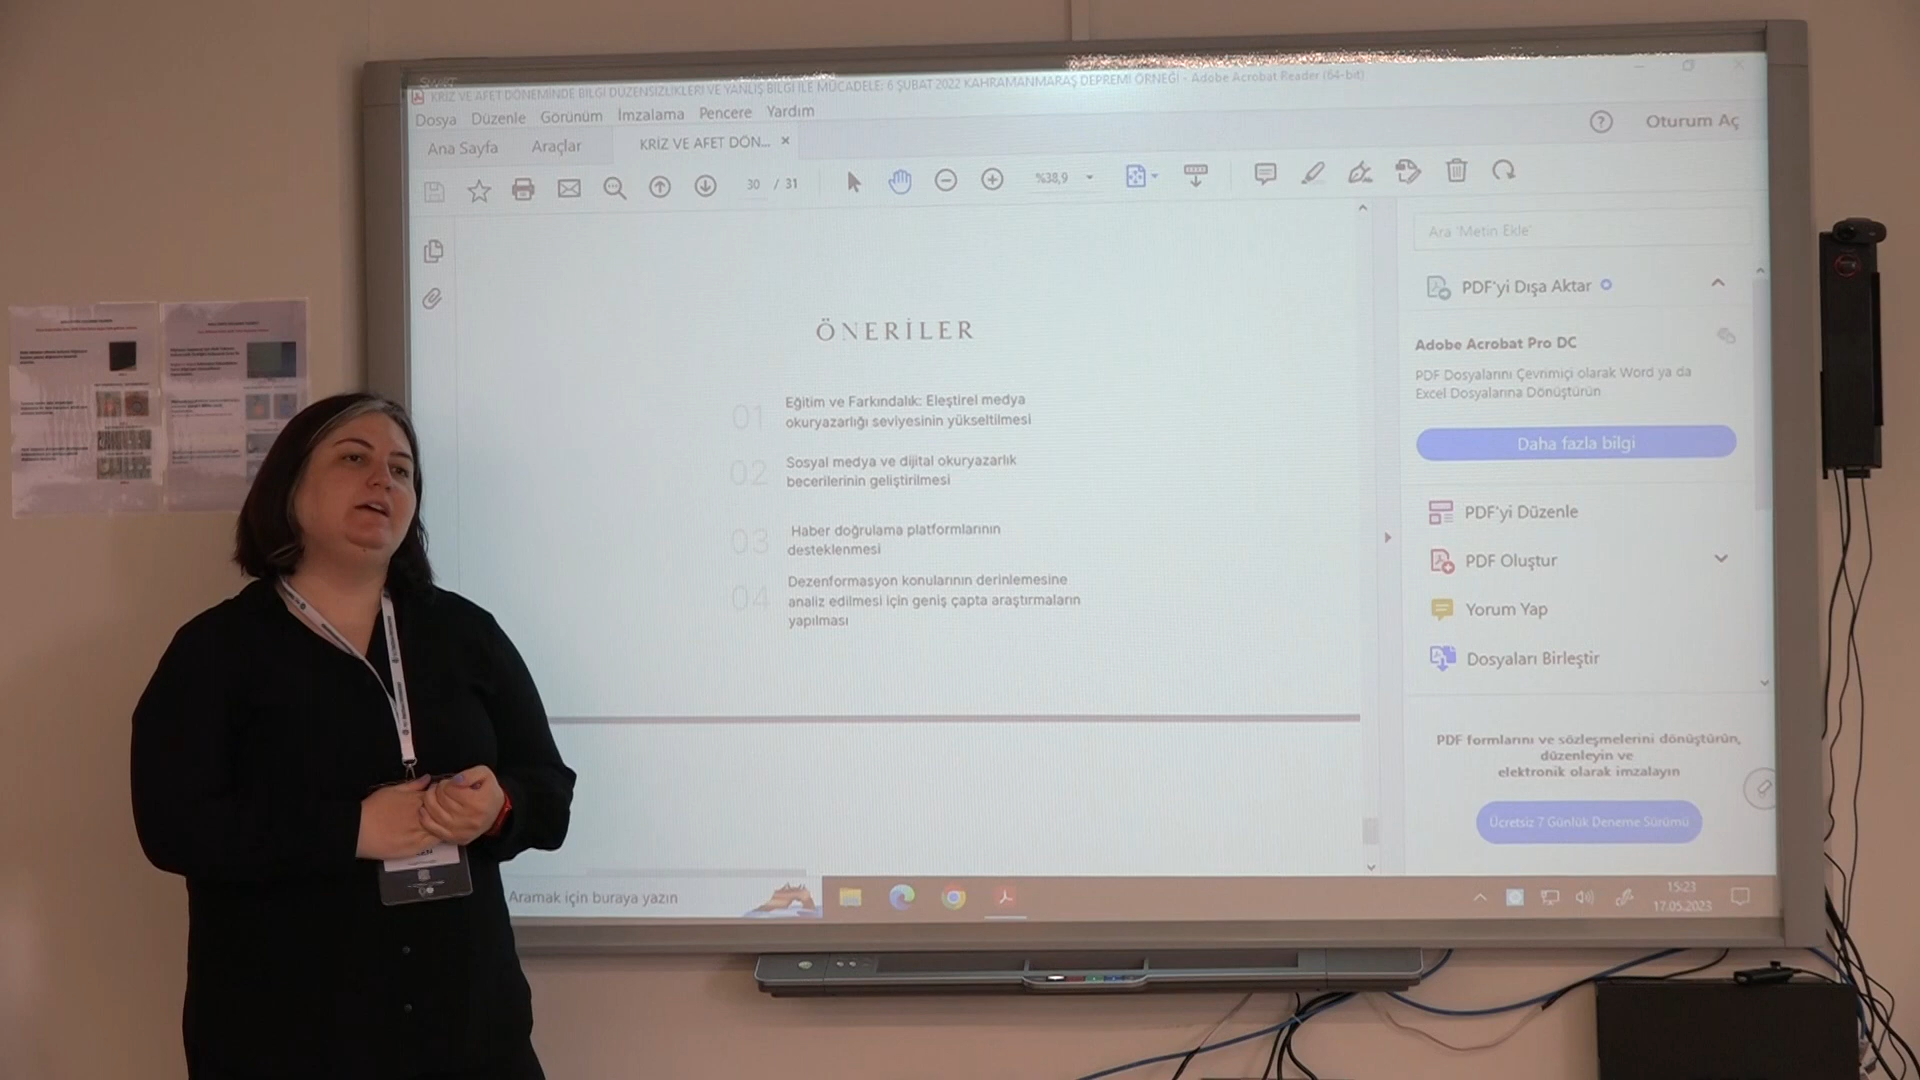 SMART
KRİZ VE AFET DÖNEMİNDE BİLGİ DÜZENSİZLİKLERİ VE YANLIŞ BİLGİ İLE MÜCADELE: 6 ŞUBAT 2022 KAHRAMANMARAŞ DEPREMİ ÖRNEĞİ - Adobe Acrobat Reader (64-bit)
Dosya Düzenle Görünüm İmzalama Pencere Yardım
Ana Sayfa Araçlar KRİZ VE AFET DÖN... × Oturum Aç
30 / 31 %38,9
Ara 'Metin Ekle'
PDF'yi Dışa Aktar
Adobe Acrobat Pro DC
PDF Dosyalarını Çevrimiçi olarak Word ya da
Excel Dosyalarına Dönüştürün
Daha fazla bilgi
PDF'yi Düzenle
PDF Oluştur
Yorum Yap
Dosyaları Birleştir
PDF formlarını ve sözleşmelerini dönüştürün,
düzenleyin ve
elektronik olarak imzalayın
Ücretsiz 7 Günlük Deneme Sürümü
ÖNERİLER
01 Eğitim ve Farkındalık: Eleştirel medya
okuryazarlığı seviyesinin yükseltilmesi
02 Sosyal medya ve dijital okuryazarlık
becerilerinin geliştirilmesi
03 Haber doğrulama platformlarının
desteklenmesi
04 Dezenformasyon konularının derinlemesine
analiz edilmesi için geniş çapta araştırmaların
yapılması
Aramak için buraya yazın
15:23
17.05.2023